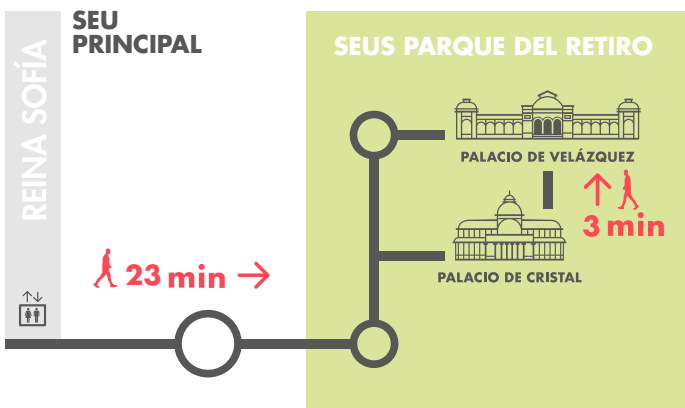 REINA SOFÍA
SEU
PRINCIPAL
SEUS PARQUE DEL RETIRO
PALACIO DE VELÁZQUEZ
3 min
PALACIO DE CRISTAL
23 min